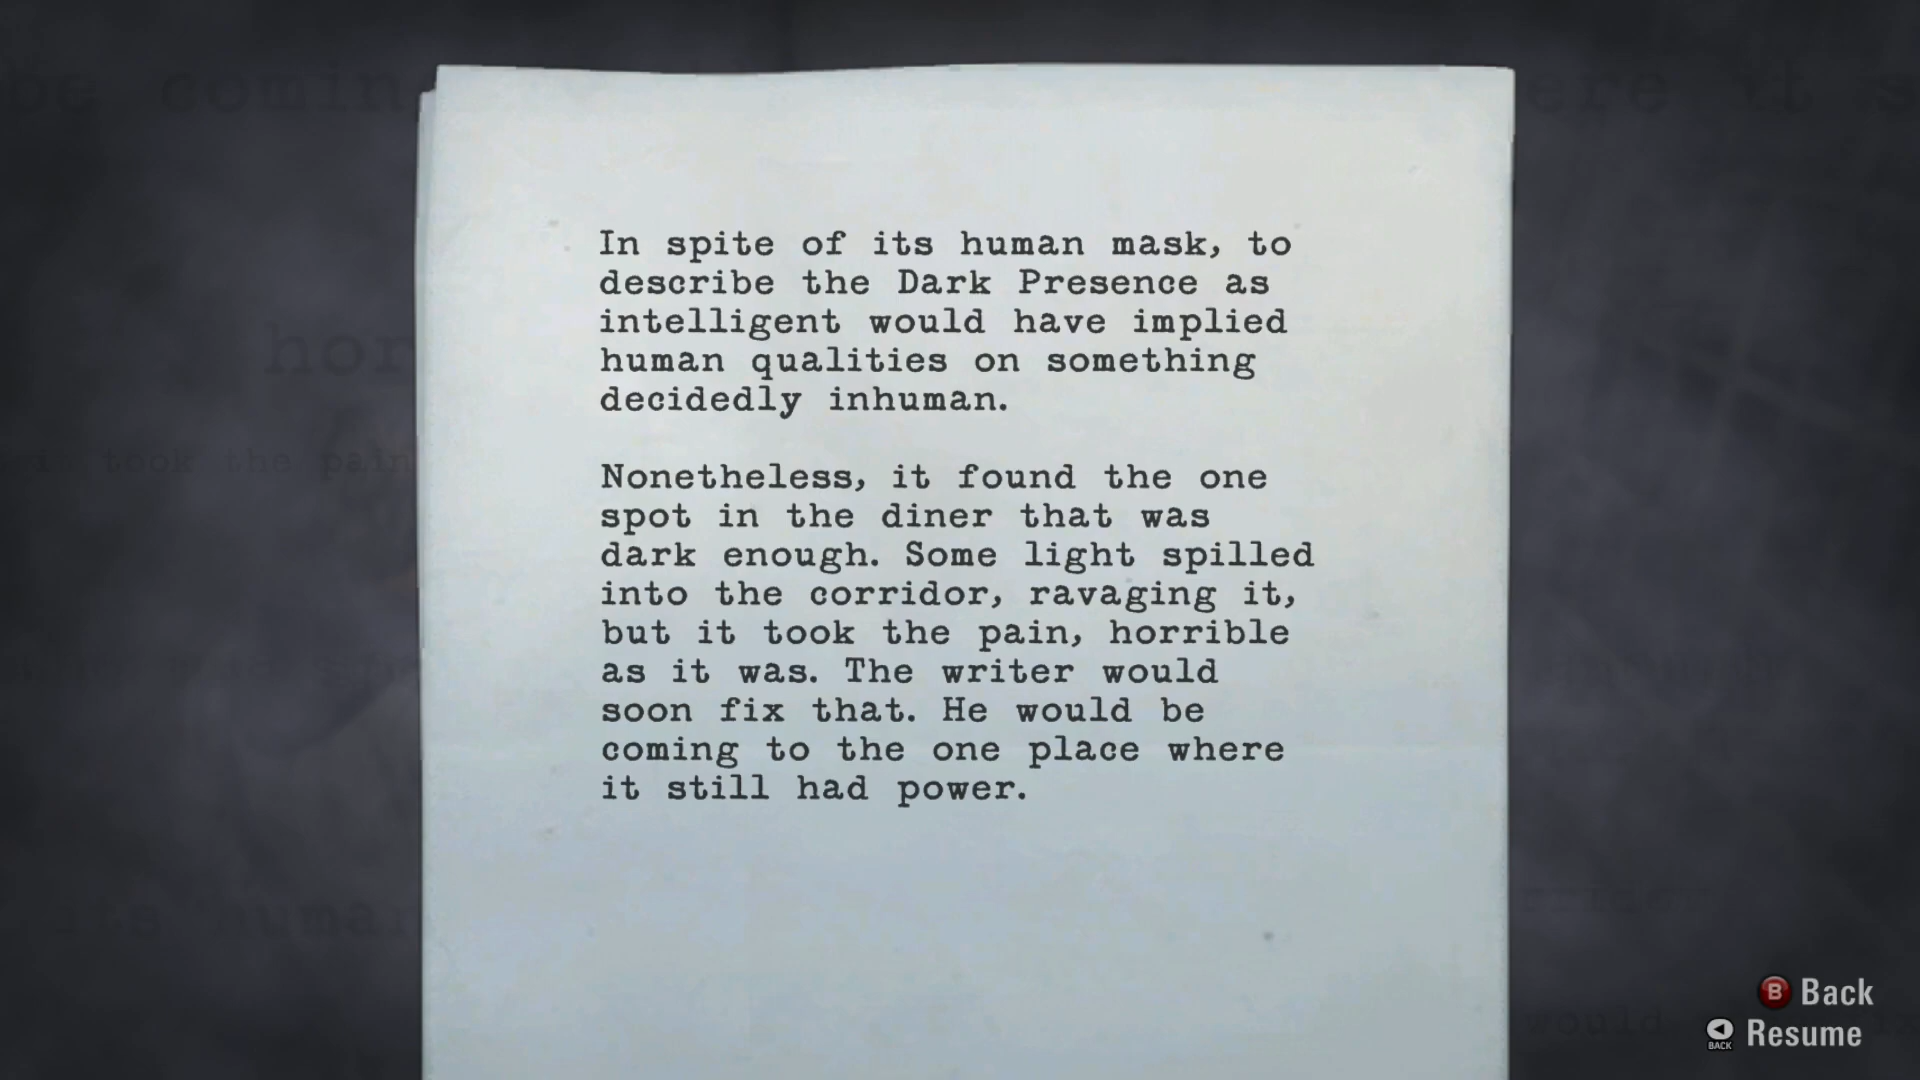 In spite of its human mask, to
describe the Dark Presence as
intelligent would have implied
human qualities on something
decidedly inhuman.
Nonetheless, it found the one
spot in the diner that was
dark enough. Some light spilled
into the corridor, ravaging it,
but it took the pain, horrible
as it was. The writer would
soon fix that. He would be
coming to the one place where
it still had power.
B Back
BACK Resume